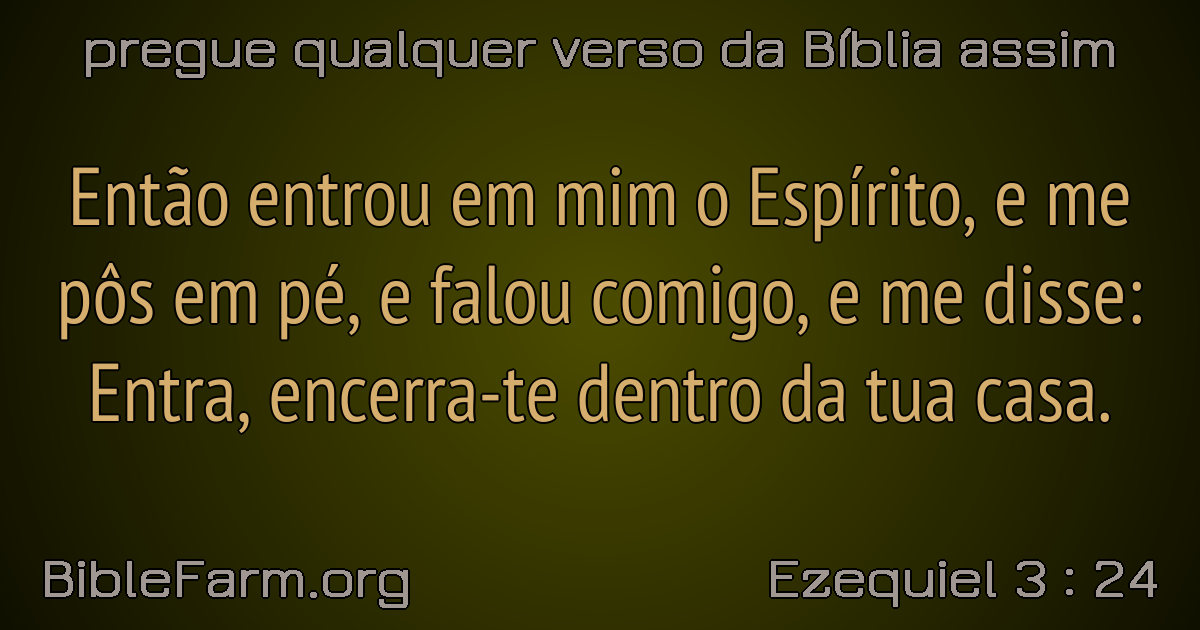 pregue qualquer verso da Bíblia assim
Então entrou em mim o Espírito, e me
pôs em pé, e falou comigo, e me disse:
Entra, encerra-te dentro da tua casa.
BibleFarm.org
Ezequiel 3 : 24